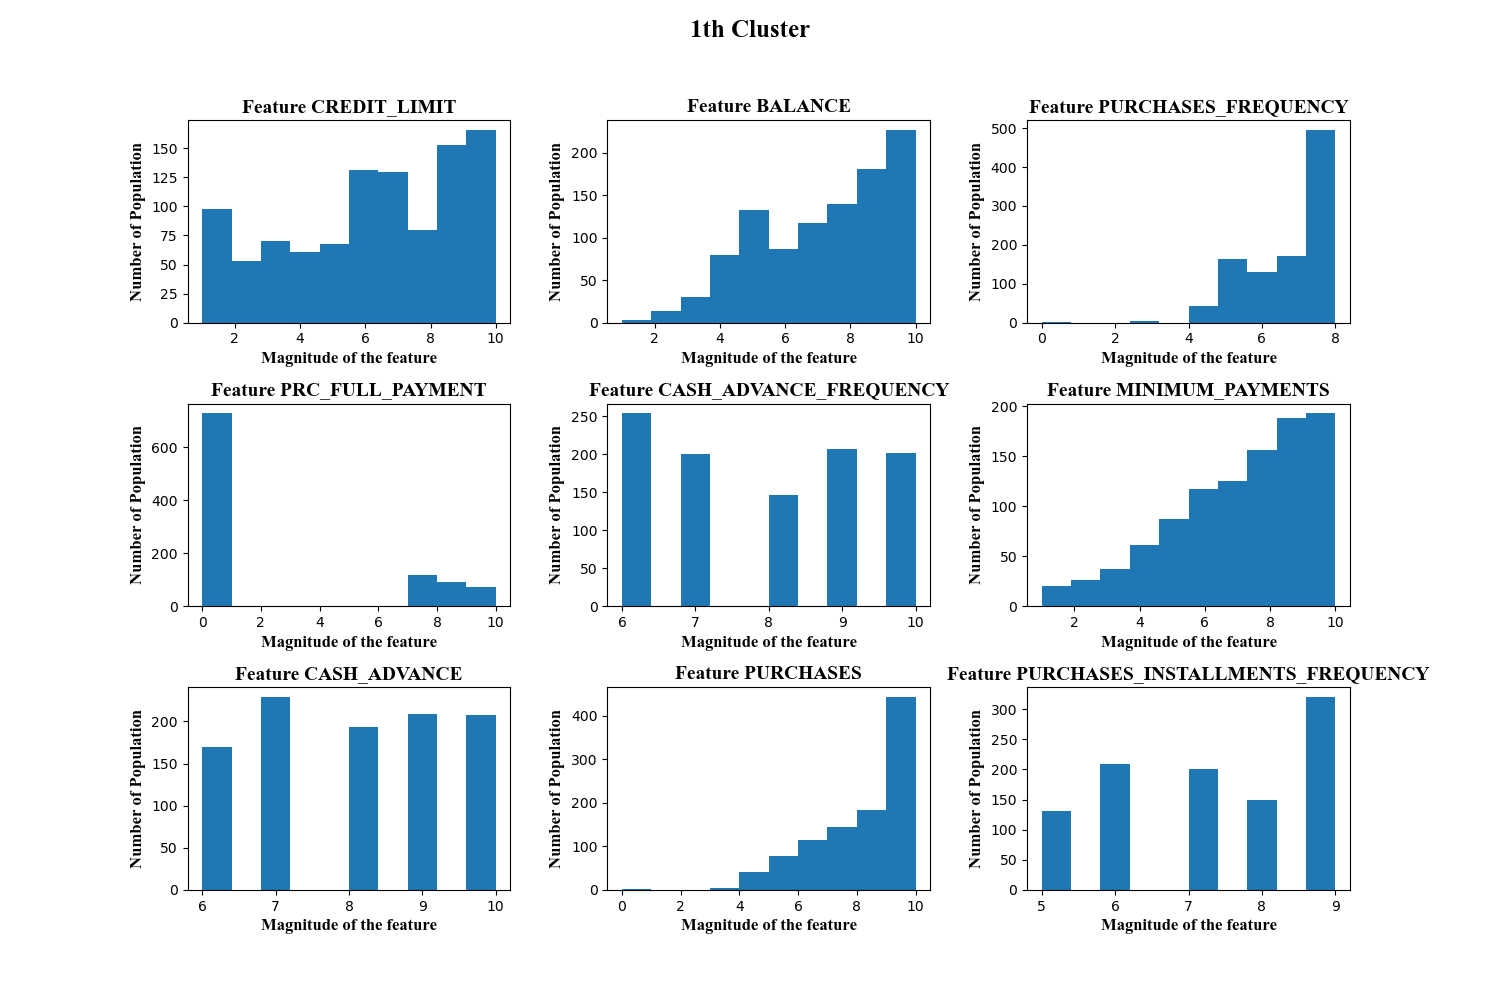 1th Cluster
Feature CREDIT_LIMIT
Number of Population
150
125
100
75
50
25
0
2 4 6 8 10
Magnitude of the feature
Feature BALANCE
Number of Population
200
150
100
50
0
2 4 6 8 10
Magnitude of the feature
Feature PURCHASES_FREQUENCY
Number of Population
500
400
300
200
100
0
0 2 4 6 8
Magnitude of the feature
Feature PRC_FULL_PAYMENT
Number of Population
600
400
200
0
0 2 4 6 8 10
Magnitude of the feature
Feature CASH_ADVANCE_FREQUENCY
Number of Population
250
200
150
100
50
0
6 7 8 9 10
Magnitude of the feature
Feature MINIMUM_PAYMENTS
Number of Population
200
150
100
50
0
2 4 6 8 10
Magnitude of the feature
Feature CASH_ADVANCE
Number of Population
200
150
100
50
0
6 7 8 9 10
Magnitude of the feature
Feature PURCHASES
Number of Population
400
300
200
100
0
0 2 4 6 8 10
Magnitude of the feature
Feature PURCHASES_INSTALLMENTS_FREQUENCY
Number of Population
300
250
200
150
100
50
0
5 6 7 8 9
Magnitude of the feature